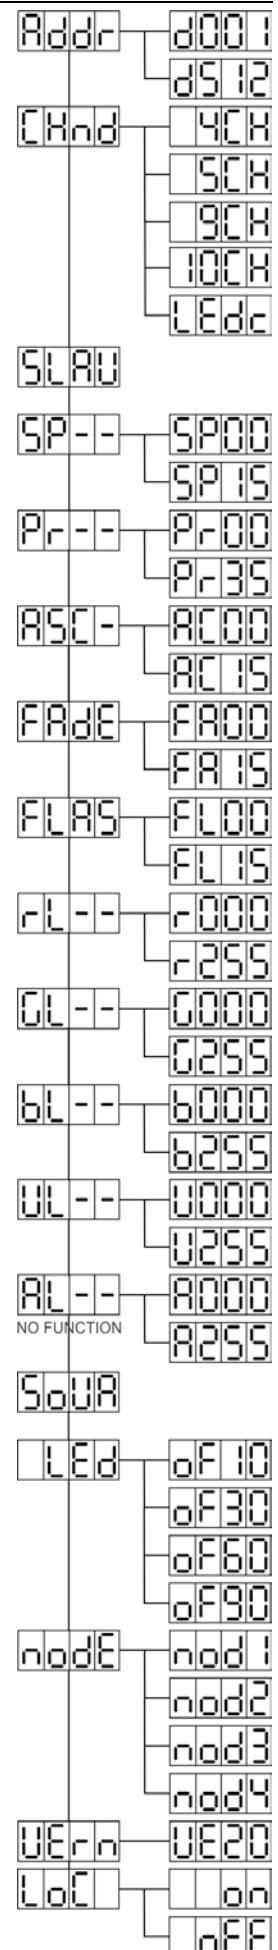 Addr d001
d512
CHnd 4CH
5CH
9CH
10CH
LEdc
SLAU
SP-- SP00
SP15
Pr-- Pr00
Pr35
ASC- AC00
AC15
FAdE FA00
FA15
FLAS FL00
FL15
rL-- r000
r255
GL-- G000
G255
bL-- b000
b255
UL-- U000
U255
AL-- A000
NO FUNCTION
A255
SoUA
LEd oF10
oF30
oF60
oF90
nodE nod1
nod2
nod3
nod4
UErn UE20
LoC on
oFF